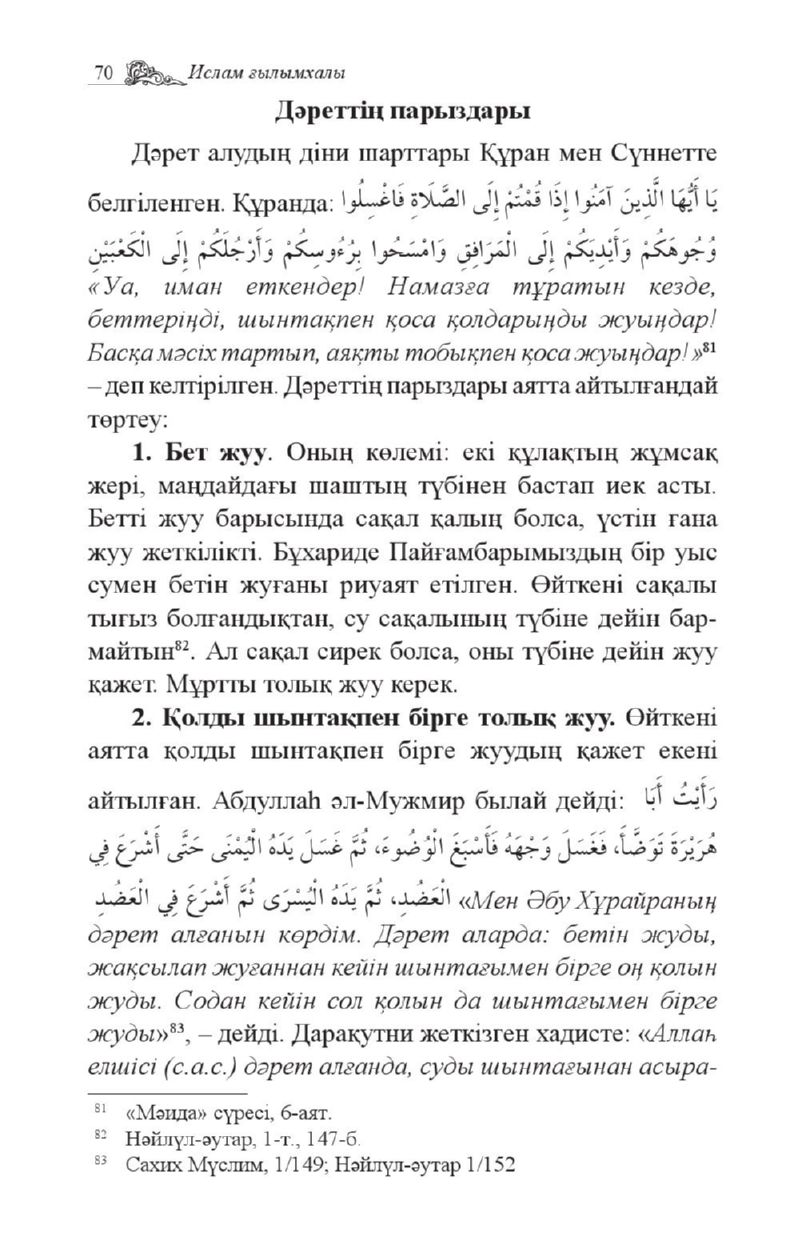 70 Ислам ғылымхалы
Дәреттің парыздары
Дәрет алудың діни шарттары Құран мен Сүннетте
белгіленген. Құранда: يَا أَيُّهَا الَّذِينَ آمَنُوا إِذَا قُمْتُمْ إِلَى الصَّلَاةِ فَاغْسِلُوا
وُجُوهَكُمْ وَأَيْدِيَكُمْ إِلَى الْمَرَافِقِ وَامْسَحُوا بِرُءُوسِكُمْ وَأَرْجُلَكُمْ إِلَى الْكَعْبَيْنِ
«Уа, иман еткендер! Намазға тұратын кезде,
беттеріңді, шынтақпен қоса қолдарыңды жуыңдар!
Басқа мәсіх тартып, аяқты тобықпен қоса жуыңдар!»⁸¹
– деп келтірілген. Дәреттің парыздары аятта айтылғандай
төртеу:
1. Бет жуу. Оның көлемі: екі құлақтың жұмсақ
жері, маңдайдағы шаштың түбінен бастап иек асты.
Бетті жуу барысында сақал қалың болса, үстін ғана
жуу жеткілікті. Бұхариде Пайғамбарымыздың бір уыс
сумен бетін жуғаны риуаят етілген. Өйткені сақалы
тығыз болғандықтан, су сақалының түбіне дейін бар-
майтын⁸². Ал сақал сирек болса, оны түбіне дейін жуу
қажет. Мұртты толық жуу керек.
2. Қолды шынтақпен бірге толық жуу. Өйткені
аятта қолды шынтақпен бірге жуудың қажет екені
айтылған. Абдуллаһ әл-Мужмир былай дейді: رَأَيْتُ أَبَا
هُرَيْرَةَ تَوَضَّأَ، فَغَسَلَ وَجْهَهُ فَأَسْبَغَ الْوُضُوءَ، ثُمَّ غَسَلَ يَدَهُ الْيُمْنَى حَتَّى أَشْرَعَ فِي
الْعَضُدِ، ثُمَّ يَدَهُ الْيُسْرَى ثُمَّ أَشْرَعَ فِي الْعَضُدِ «Мен Әбу Хұрайраның
дәрет алғанын көрдім. Дәрет аларда: бетін жуды,
жақсылап жуғаннан кейін шынтағымен бірге оң қолын
жуды. Содан кейін сол қолын да шынтағымен бірге
жуды»⁸³, – дейді. Дарақутни жеткізген хадисте: «Аллаһ
елшісі (с.а.с.) дәрет алғанда, суды шынтағынан асыра-
⁸¹ «Мәида» сүресі, 6-аят.
⁸² Нәйлүл-әутар, 1-т., 147-б.
⁸³ Сахих Мүслим, 1/149; Нәйлүл-әутар 1/152